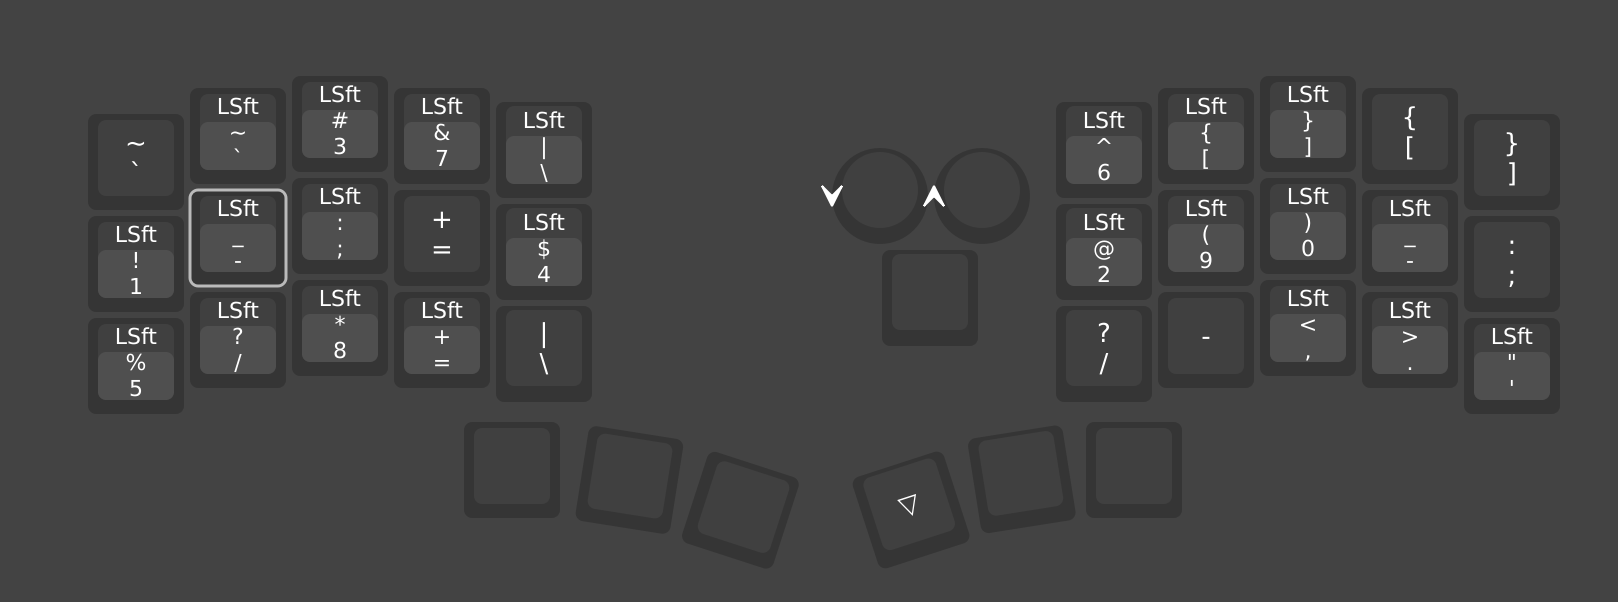 ~
`
LSft
~
`
LSft
#
3
LSft
&
7
LSft
|
\
LSft
^
6
LSft
{
[
LSft
}
]
{
[
}
]
LSft
!
1
LSft
_
-
LSft
:
;
+
=
LSft
$
4
LSft
@
2
LSft
(
9
LSft
)
0
LSft
_
-
:
;
LSft
%
5
LSft
?
/
LSft
*
8
LSft
+
=
|
\
?
/
-
LSft
<
,
LSft
>
.
LSft
"
'